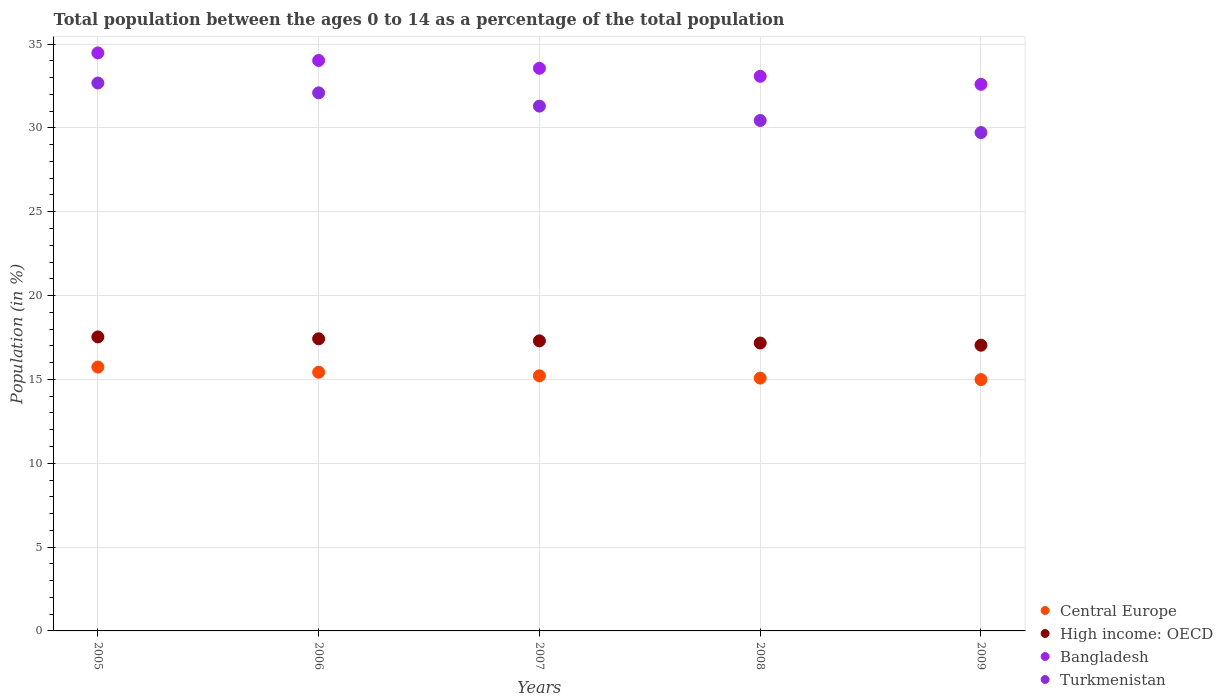 Total population between the ages 0 to 14 as a percentage of the total population
Population (in %)
35
30
25
20
15
10
5
0
2005
2006
2007
2008
2009
Years
Central Europe
High income: OECD
Bangladesh
Turkmenistan